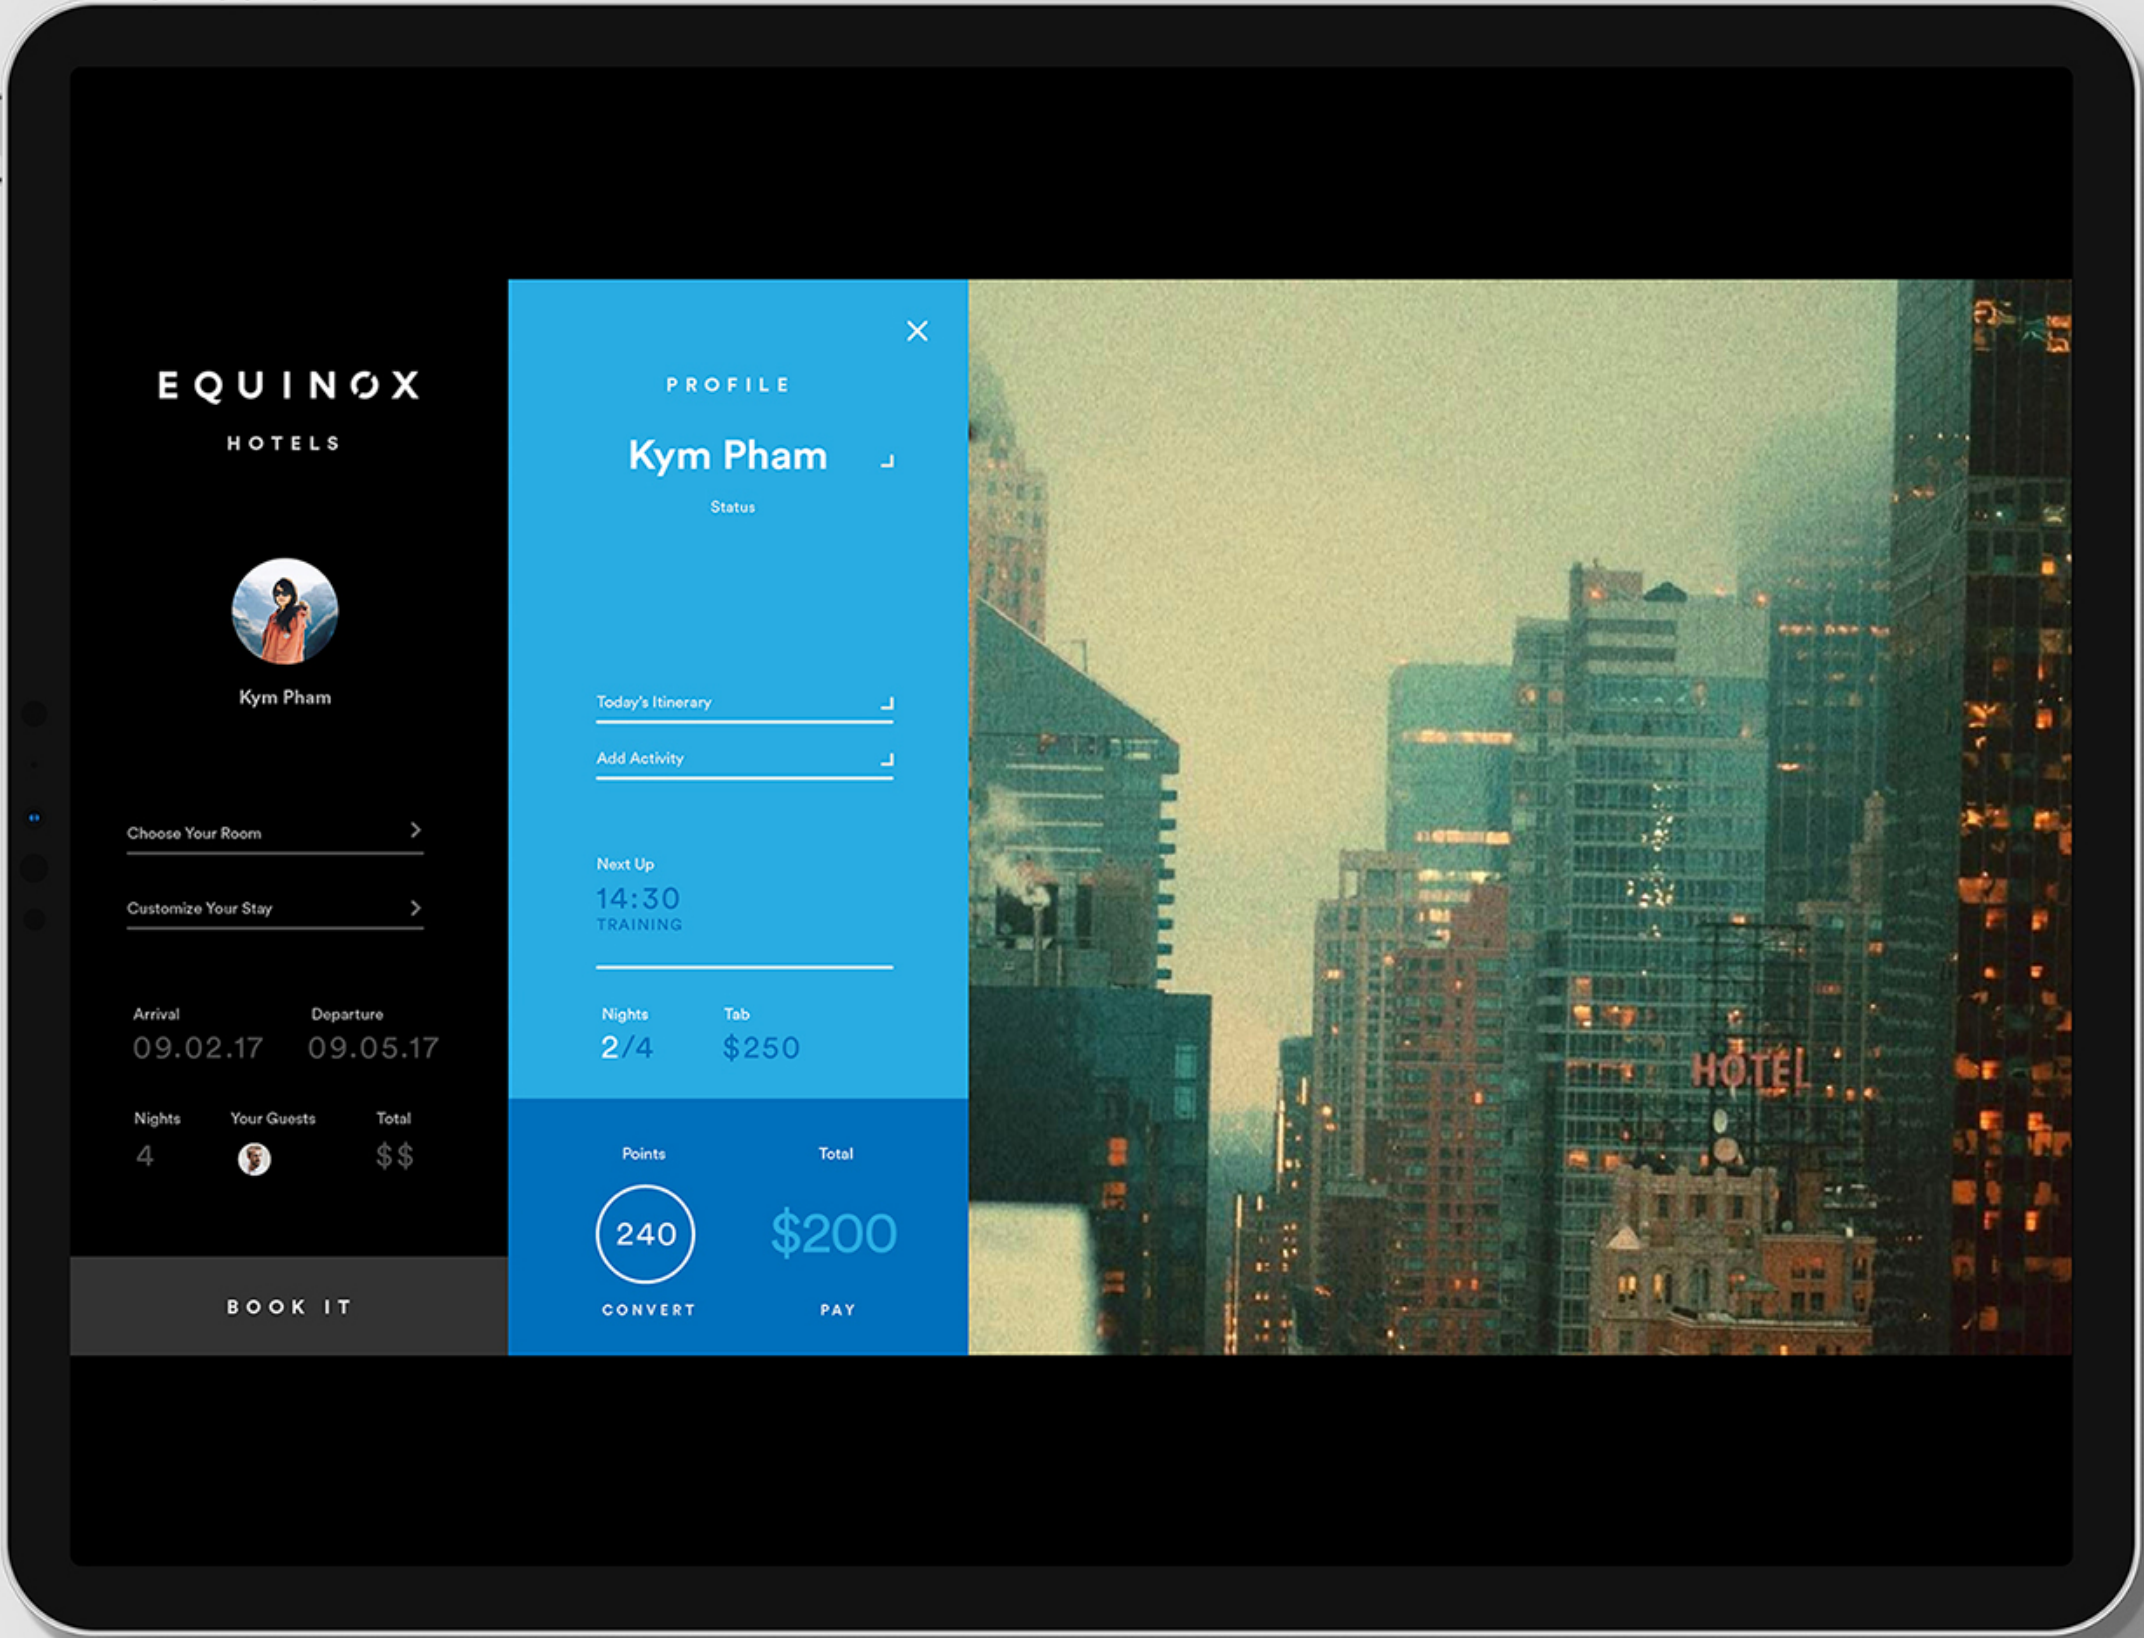 EQUINOX
HOTELS
Kym Pham
Choose Your Room
Customize Your Stay
Arrival
Departure
09.02.17
09.05.17
Nights
Your Guests
Total
4
$$
BOOK IT
PROFILE
Kym Pham
Status
Today's Itinerary
Add Activity
Next Up
14:30
TRAINING
Nights
Tab
2/4
$250
Points
Total
240
$200
CONVERT
PAY
HOTEL